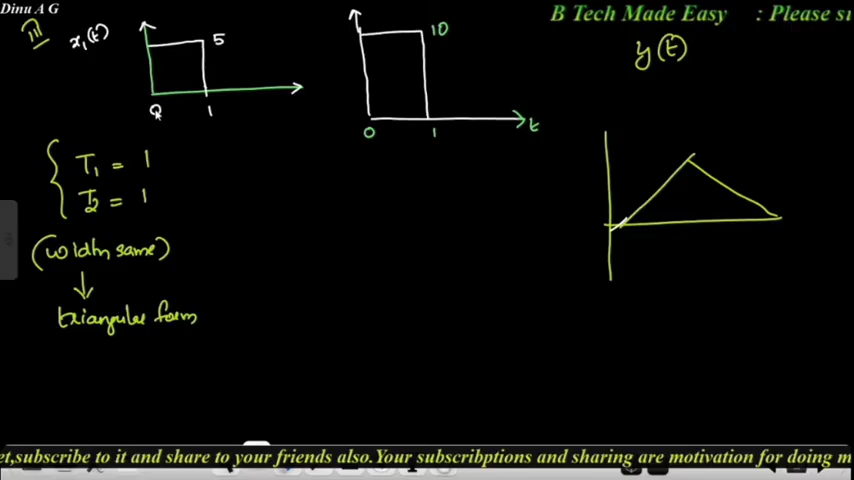 Dinu A G
B Tech Made Easy : Please su
III
x₁(t)
5
0
1
10
0
1
t
y(t)
T₁ = 1
T₂ = 1
(width same)
↓
triangular form
et,subscribe to it and share to your friends also.Your subscribptions and sharing are motivation for doing m